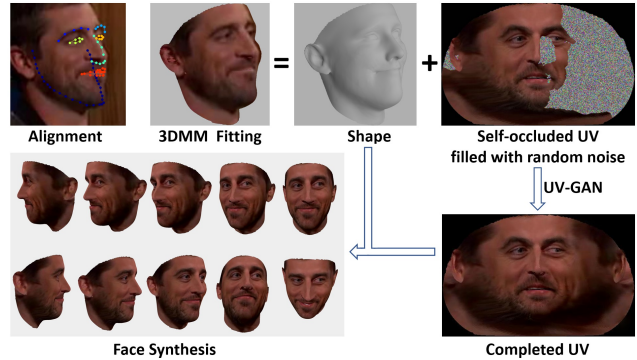 Alignment
3DMM Fitting
=
Shape
+
Self-occluded UV
filled with random noise
UV-GAN
Face Synthesis
Completed UV